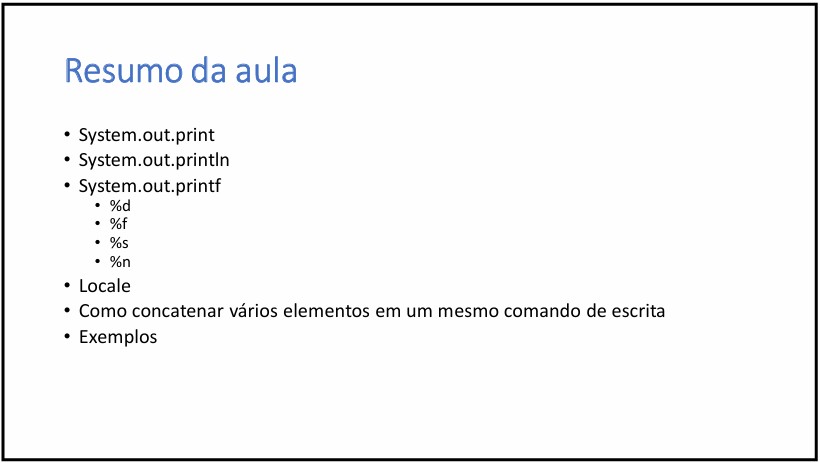 Resumo da aula
• System.out.print
• System.out.println
• System.out.printf
• %d
• %f
• %s
• %n
• Locale
• Como concatenar vários elementos em um mesmo comando de escrita
• Exemplos